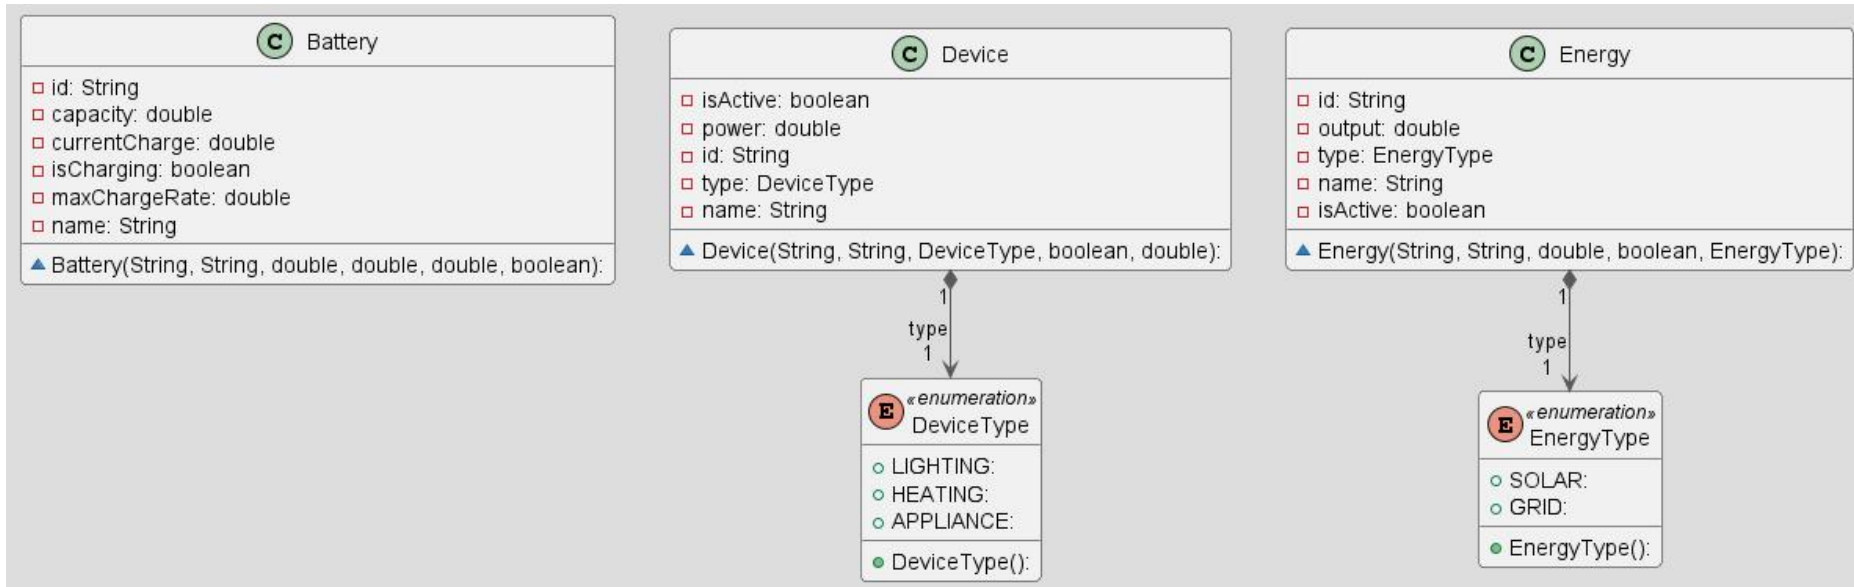 C Battery
id: String
capacity: double
currentCharge: double
isCharging: boolean
maxChargeRate: double
name: String
Battery(String, String, double, double, double, boolean):
C Device
isActive: boolean
power: double
id: String
type: DeviceType
name: String
Device(String, String, DeviceType, boolean, double):
1
type
1
E «enumeration»
DeviceType
LIGHTING:
HEATING:
APPLIANCE:
DeviceType():
C Energy
id: String
output: double
type: EnergyType
name: String
isActive: boolean
Energy(String, String, double, boolean, EnergyType):
1
type
1
E «enumeration»
EnergyType
SOLAR:
GRID:
EnergyType():